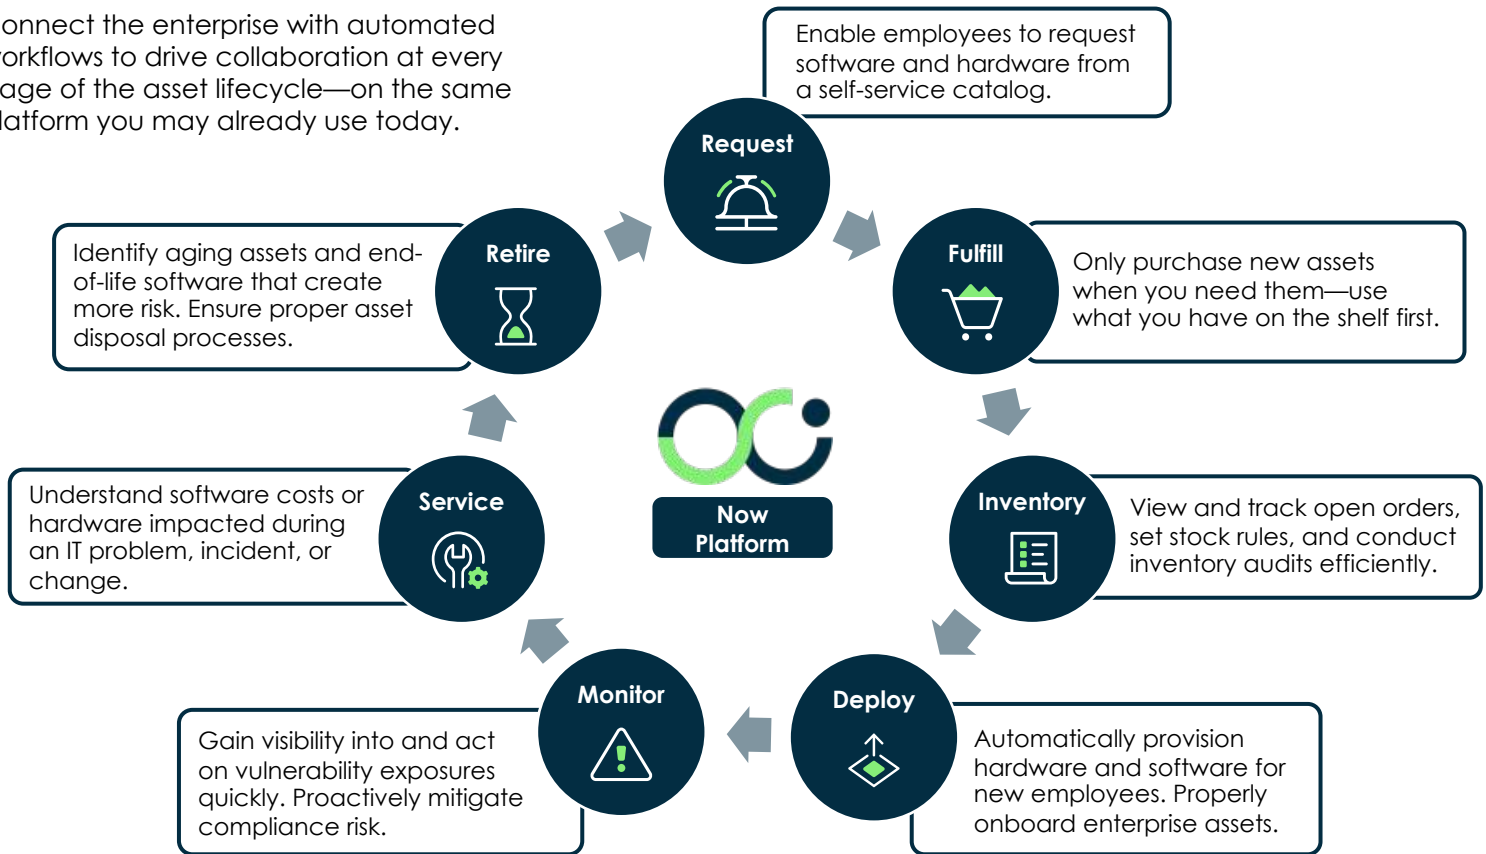 onnect the enterprise with automated
orkflows to drive collaboration at every
age of the asset lifecycle—on the same
latform you may already use today.
Enable employees to request
software and hardware from
a self-service catalog.
Request
Fulfill
Only purchase new assets
when you need them—use
what you have on the shelf first.
Inventory
View and track open orders,
set stock rules, and conduct
inventory audits efficiently.
Deploy
Automatically provision
hardware and software for
new employees. Properly
onboard enterprise assets.
Monitor
Gain visibility into and act
on vulnerability exposures
quickly. Proactively mitigate
compliance risk.
Service
Understand software costs or
hardware impacted during
an IT problem, incident, or
change.
Retire
Identify aging assets and end-
of-life software that create
more risk. Ensure proper asset
disposal processes.
Now
Platform